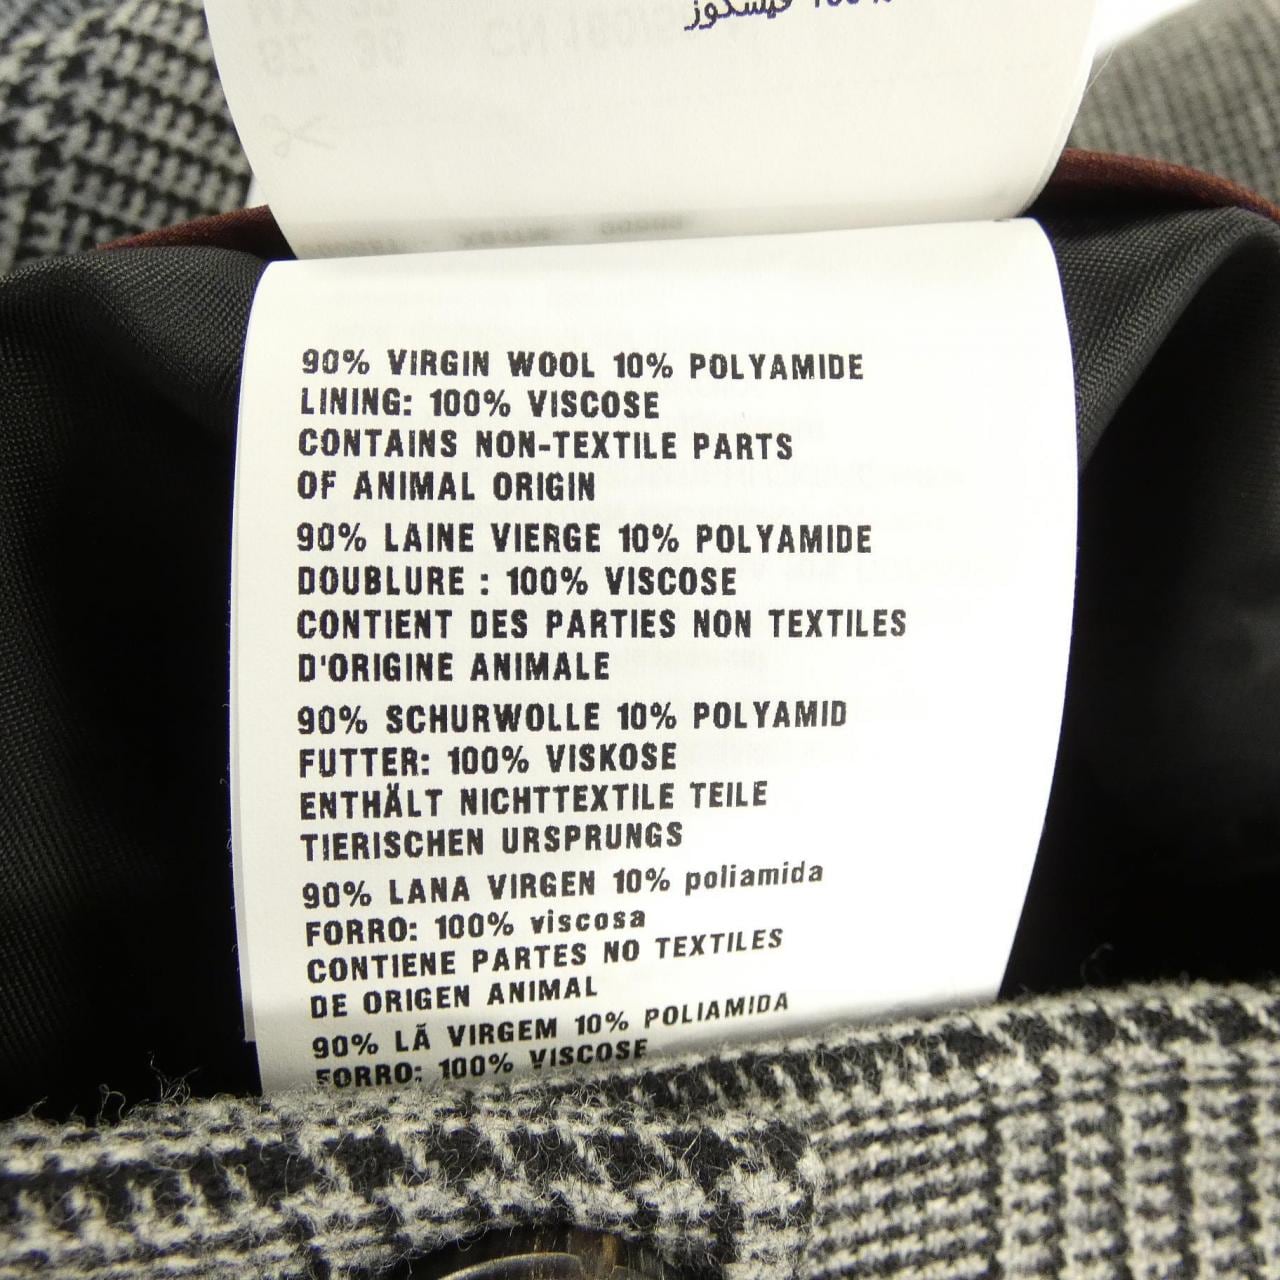 100% فيسكوز
90% VIRGIN WOOL 10% POLYAMIDE
LINING: 100% VISCOSE
CONTAINS NON-TEXTILE PARTS
OF ANIMAL ORIGIN
90% LAINE VIERGE 10% POLYAMIDE
DOUBLURE : 100% VISCOSE
CONTIENT DES PARTIES NON TEXTILES
D'ORIGINE ANIMALE
90% SCHURWOLLE 10% POLYAMID
FUTTER: 100% VISKOSE
ENTHÄLT NICHTTEXTILE TEILE
TIERISCHEN URSPRUNGS
90% LANA VIRGEN 10% poliamida
FORRO: 100% viscosa
CONTIENE PARTES NO TEXTILES
DE ORIGEN ANIMAL
90% LÃ VIRGEM 10% POLIAMIDA
FORRO: 100% VISCOSE